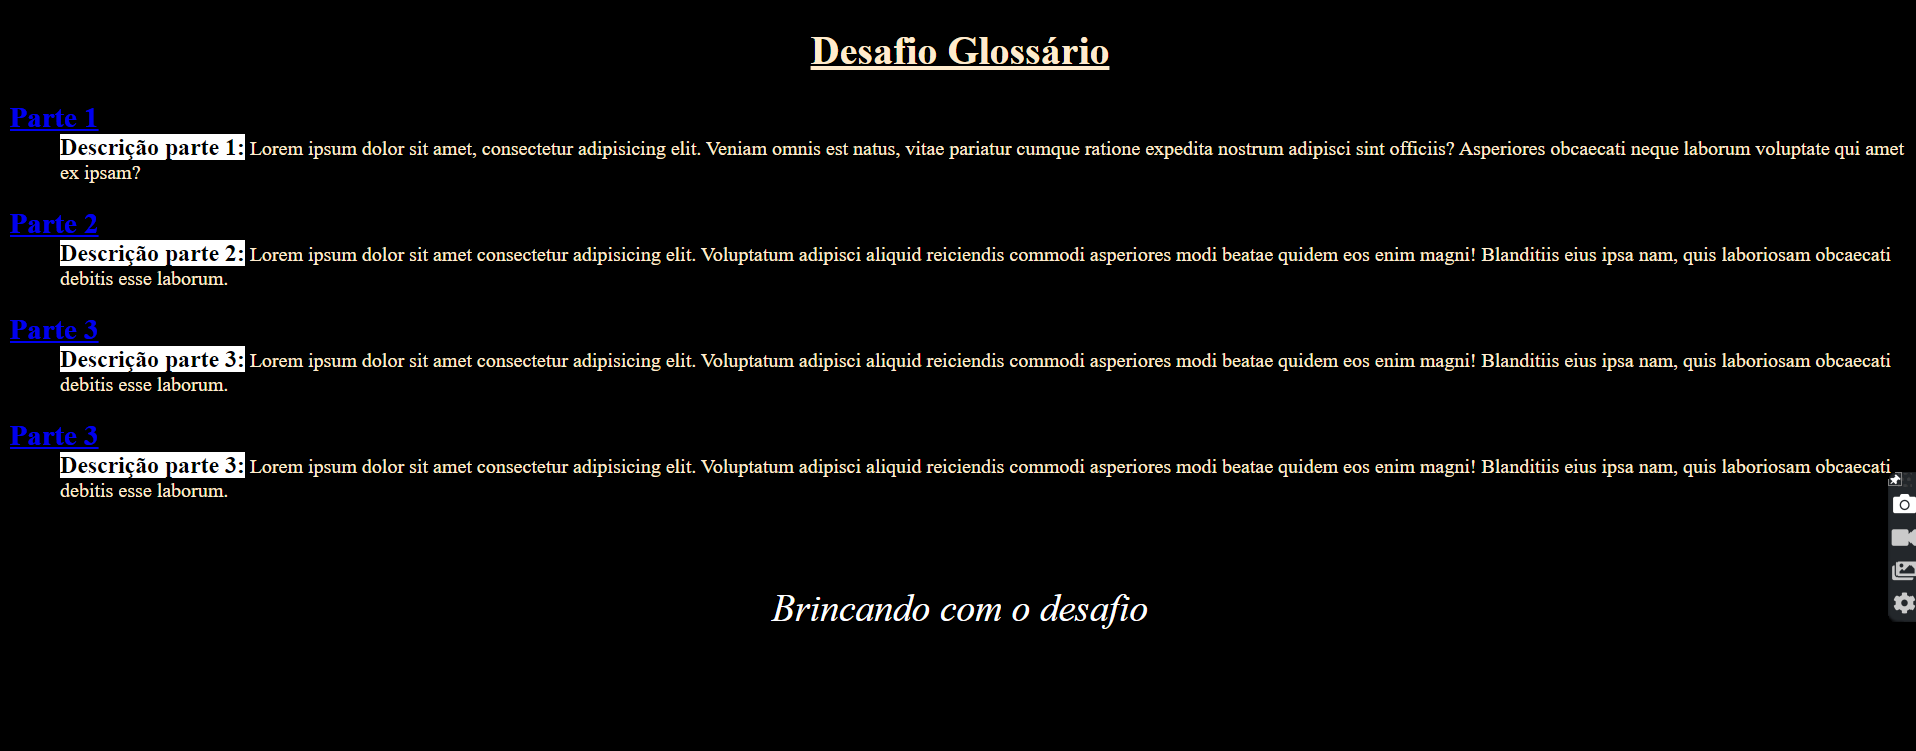 Desafio Glossário
Parte 1
Descrição parte 1: Lorem ipsum dolor sit amet, consectetur adipisicing elit. Veniam omnis est natus, vitae pariatur cumque ratione expedita nostrum adipisci sint officiis? Asperiores obcaecati neque laborum voluptate qui amet
ex ipsam?
Parte 2
Descrição parte 2: Lorem ipsum dolor sit amet consectetur adipisicing elit. Voluptatum adipisci aliquid reiciendis commodi asperiores modi beatae quidem eos enim magni! Blanditiis eius ipsa nam, quis laboriosam obcaecati
debitis esse laborum.
Parte 3
Descrição parte 3: Lorem ipsum dolor sit amet consectetur adipisicing elit. Voluptatum adipisci aliquid reiciendis commodi asperiores modi beatae quidem eos enim magni! Blanditiis eius ipsa nam, quis laboriosam obcaecati
debitis esse laborum.
Parte 3
Descrição parte 3: Lorem ipsum dolor sit amet consectetur adipisicing elit. Voluptatum adipisci aliquid reiciendis commodi asperiores modi beatae quidem eos enim magni! Blanditiis eius ipsa nam, quis laboriosam obcaecati
debitis esse laborum.
Brincando com o desafio